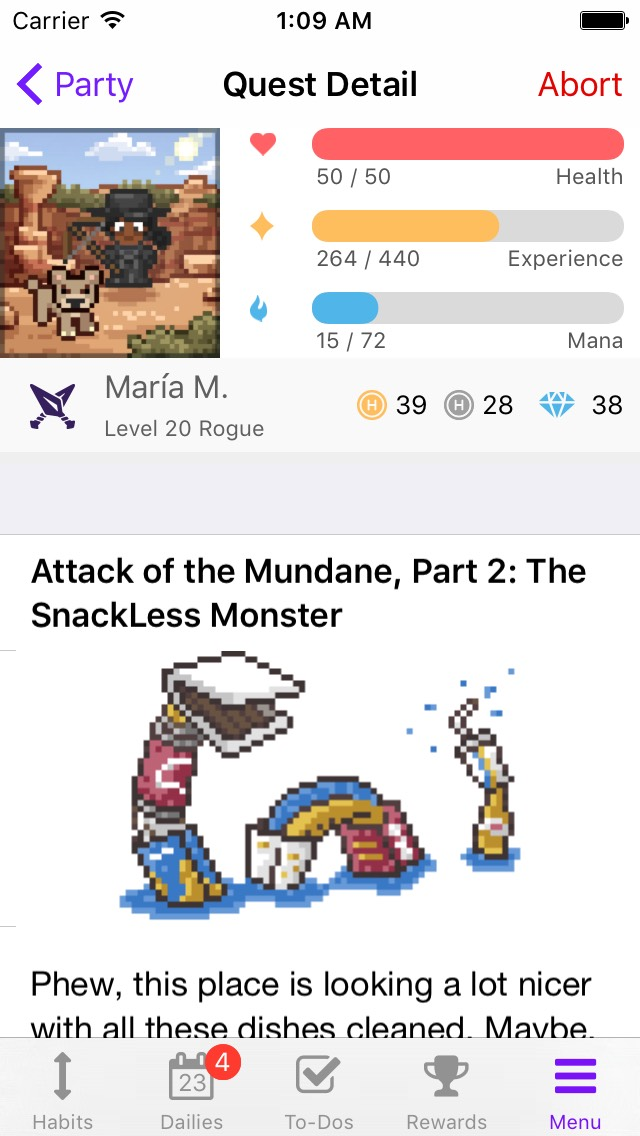 Carrier 1:09 AM
Party Quest Detail Abort
50 / 50 Health
264 / 440 Experience
15 / 72 Mana
María M.
Level 20 Rogue
H 39 H 28 38
Attack of the Mundane, Part 2: The
SnackLess Monster
Phew, this place is looking a lot nicer
with all these dishes cleaned. Maybe,
4
23
Habits Dailies To-Dos Rewards Menu